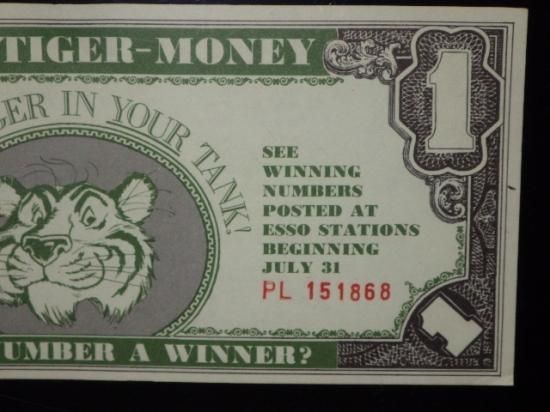 TIGER-MONEY
1
GER IN YOUR TANK!
SEE
WINNING
NUMBERS
POSTED AT
ESSO STATIONS
BEGINNING
JULY 31
PL 151868
1
UMBER A WINNER?